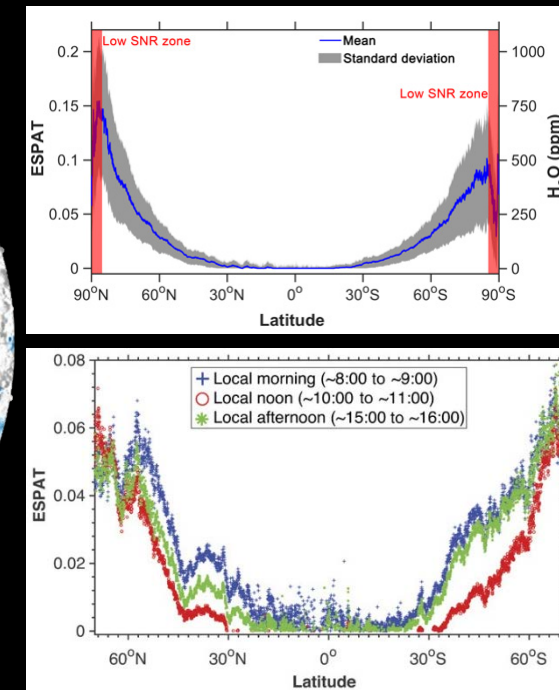 Low SNR zone
Mean
Standard deviation
Low SNR zone
0.2
0.15
0.1
0.05
0
1000
750
500
250
0
ESPAT
H₂O (ppm)
90°N 60°N 30°N 0° 30°S 60°S 90°S
Latitude
Local morning (~8:00 to ~9:00)
Local noon (~10:00 to ~11:00)
Local afternoon (~15:00 to ~16:00)
0.08
0.06
0.04
0.02
0
ESPAT
60°N 30°N 0° 30°S 60°S
Latitude